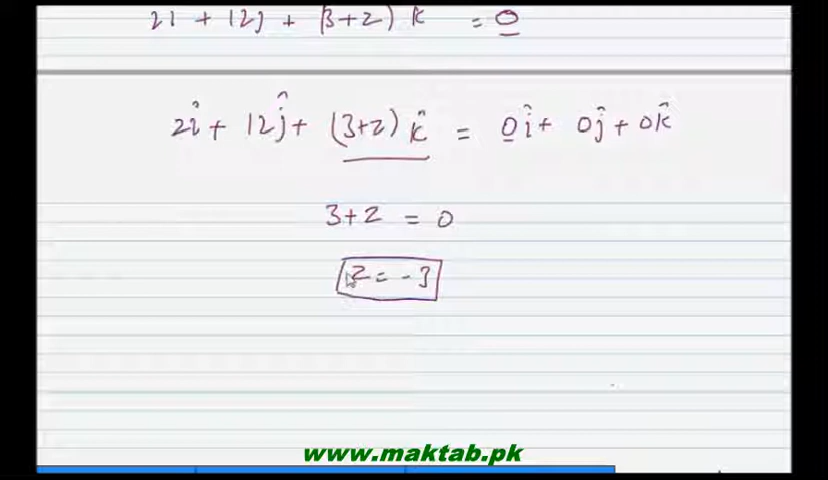 2i + 12j + (3+z) k = 0
2î + 12ĵ + (3+z) k̂ = 0î + 0ĵ + 0k̂
3+z = 0
z = -3
www.maktab.pk